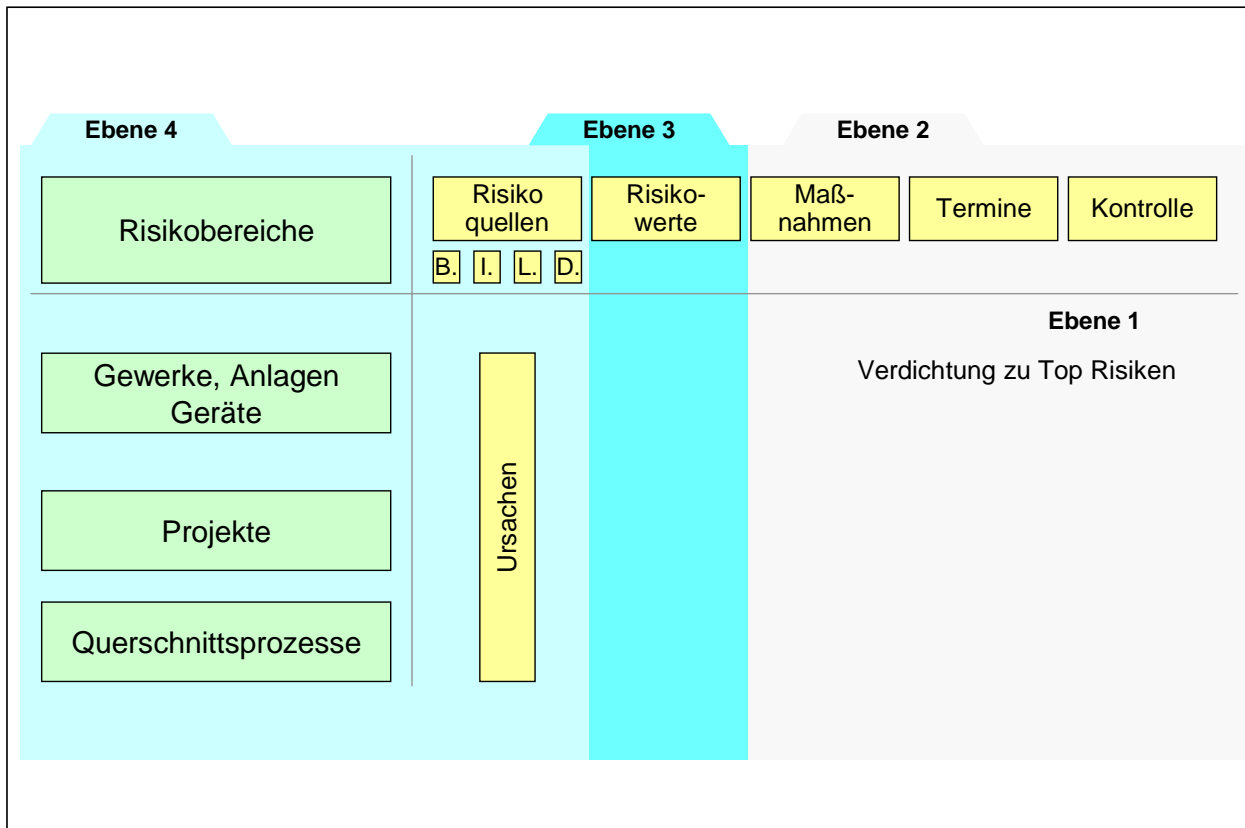 Ebene 4
Ebene 3
Ebene 2
Risikobereiche
Risiko
quellen
Risiko-
werte
Maß-
nahmen
Termine
Kontrolle
B.
I.
L.
D.
Ebene 1
Verdichtung zu Top Risiken
Gewerke, Anlagen
Geräte
Projekte
Querschnittsprozesse
Ursachen